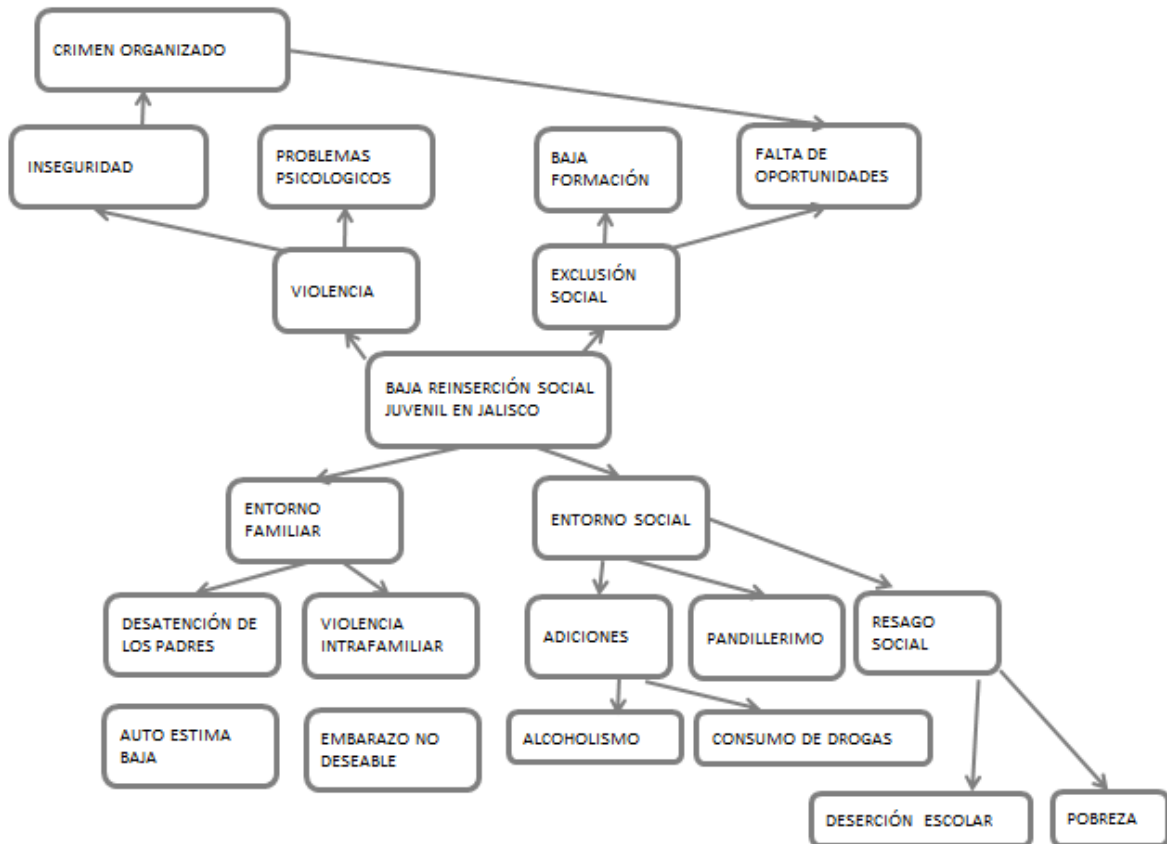 CRIMEN ORGANIZADO
INSEGURIDAD
PROBLEMAS
PSICOLOGICOS
BAJA
FORMACIÓN
FALTA DE
OPORTUNIDADES
VIOLENCIA
EXCLUSIÓN
SOCIAL
BAJA REINSERCIÓN SOCIAL
JUVENIL EN JALISCO
ENTORNO
FAMILIAR
ENTORNO SOCIAL
DESATENCIÓN DE
LOS PADRES
VIOLENCIA
INTRAFAMILIAR
ADICIONES
PANDILLERIMO
RESAGO
SOCIAL
AUTO ESTIMA
BAJA
EMBARAZO NO
DESEABLE
ALCOHOLISMO
CONSUMO DE DROGAS
DESERCIÓN ESCOLAR
POBREZA